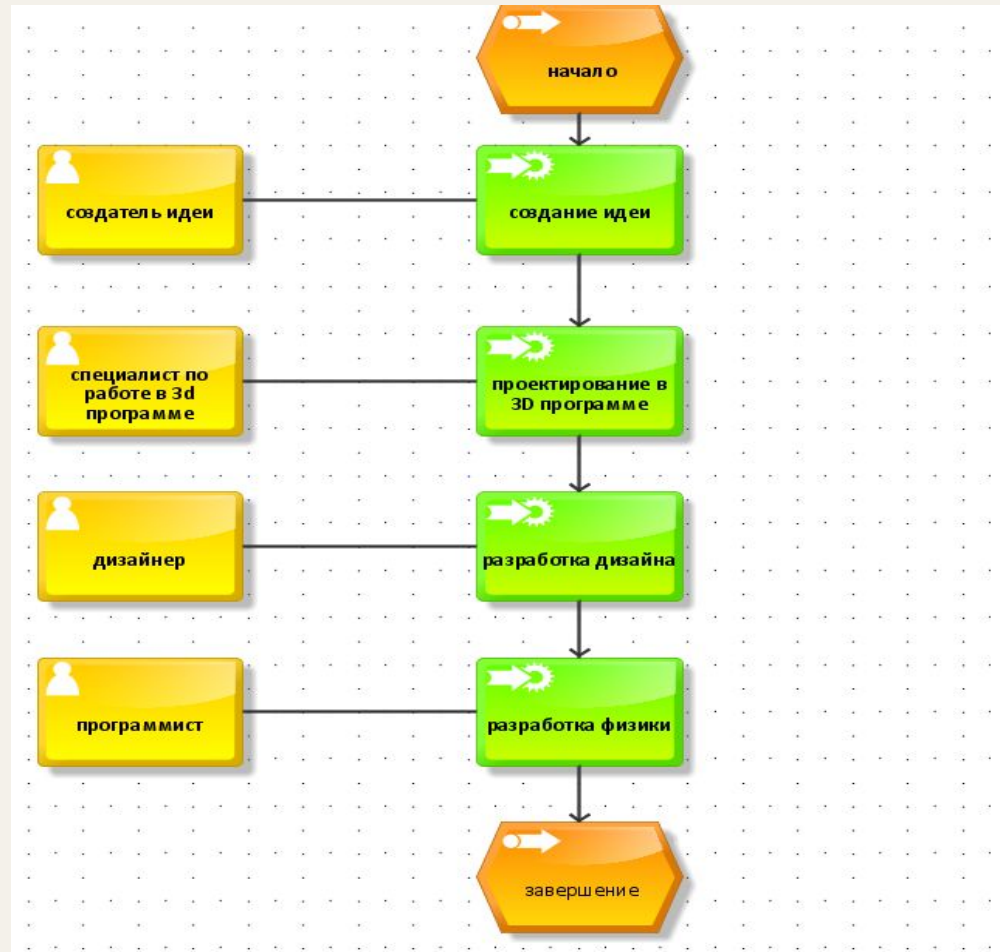 начало
создатель идеи
создание идеи
специалист по
работе в 3d
программе
проектирование в
3D программе
дизайнер
разработка дизайна
программист
разработка физики
завершение